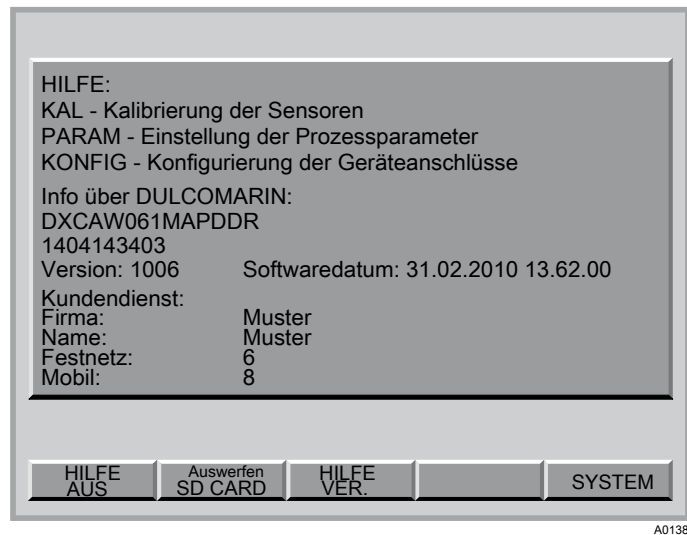 HILFE:
KAL - Kalibrierung der Sensoren
PARAM - Einstellung der Prozessparameter
KONFIG - Konfigurierung der Geräteanschlüsse
Info über DULCOMARIN:
DXCAW061MAPDDR
1404143403
Version: 1006 Softwaredatum: 31.02.2010 13.62.00
Kundendienst:
Firma: Muster
Name: Muster
Festnetz: 6
Mobil: 8
HILFE
AUS
Auswerfen
SD CARD
HILFE
VER.
SYSTEM
A0138